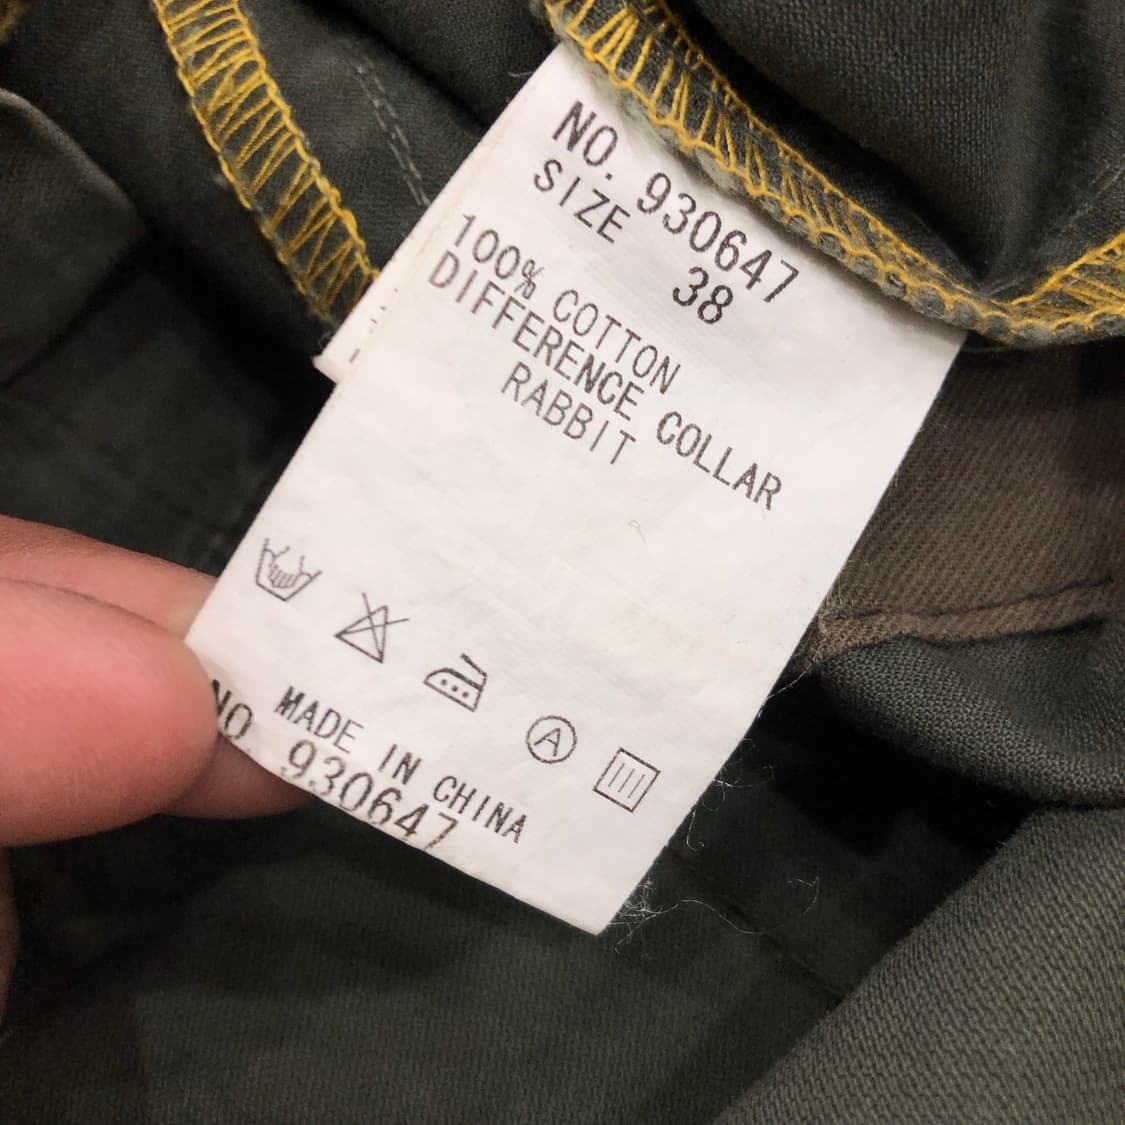 NO. 930647
SIZE 38
100% COTTON
DIFFERENCE COLLAR
RABBIT
A
MADE IN CHINA
NO. 930647